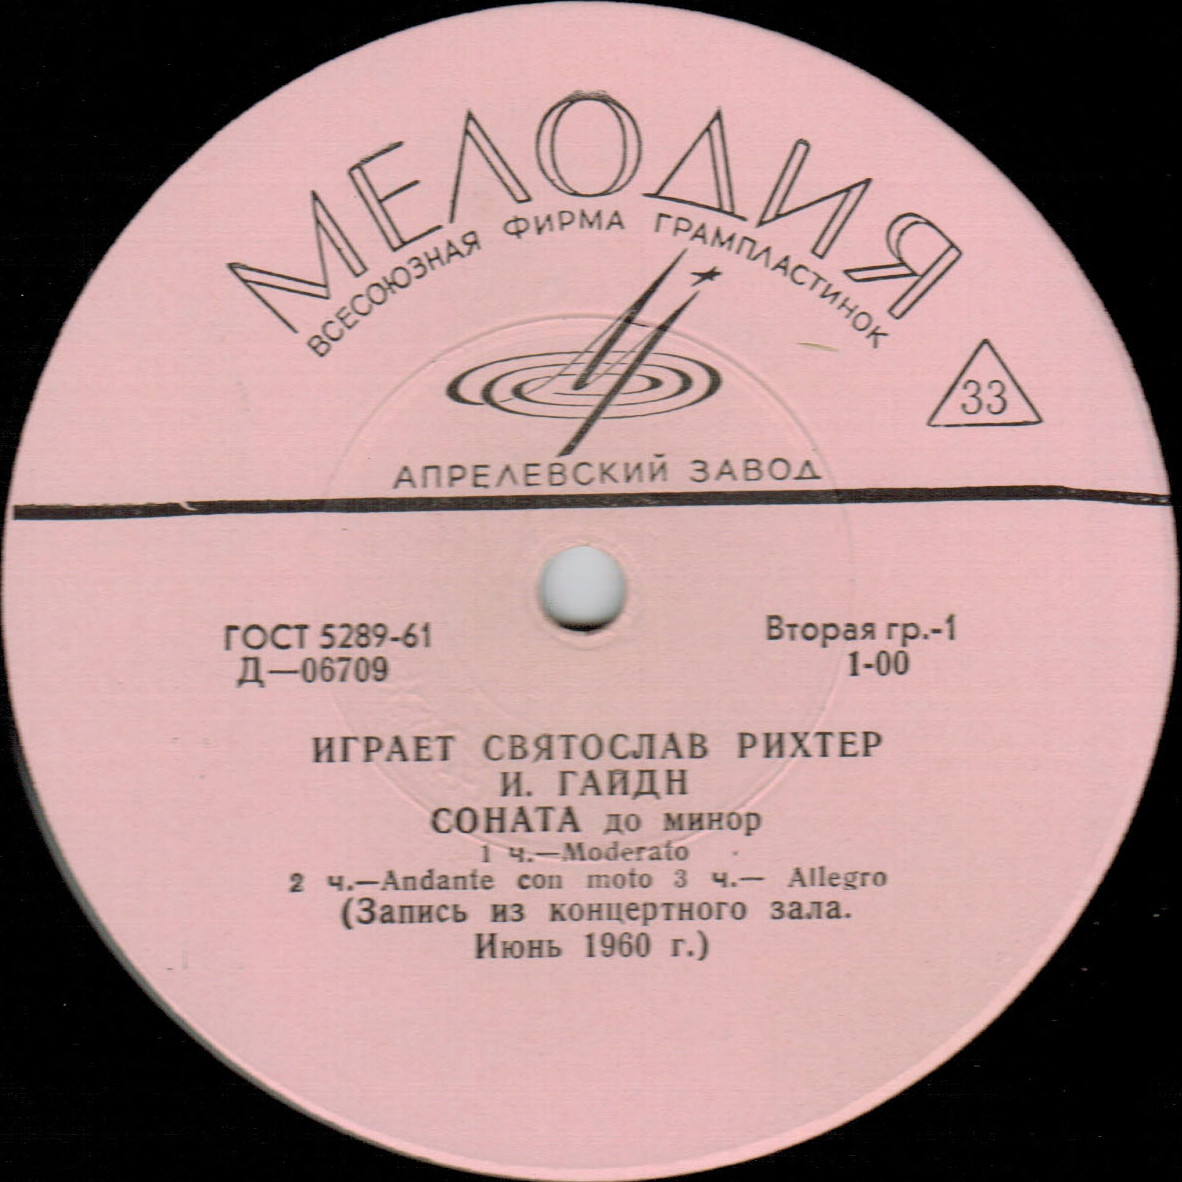 МЕЛОДИЯ
ВСЕСОЮЗНАЯ ФИРМА ГРАМПЛАСТИНОК
33
АПРЕЛЕВСКИЙ ЗАВОД
ГОСТ 5289-61
Д—06709
Вторая гр.-1
1-00
ИГРАЕТ СВЯТОСЛАВ РИХТЕР
И. ГАЙДН
СОНАТА до минор
1 ч.—Moderato
2 ч.—Andante con moto 3 ч.— Allegro
(Запись из концертного зала.
Июнь 1960 г.)